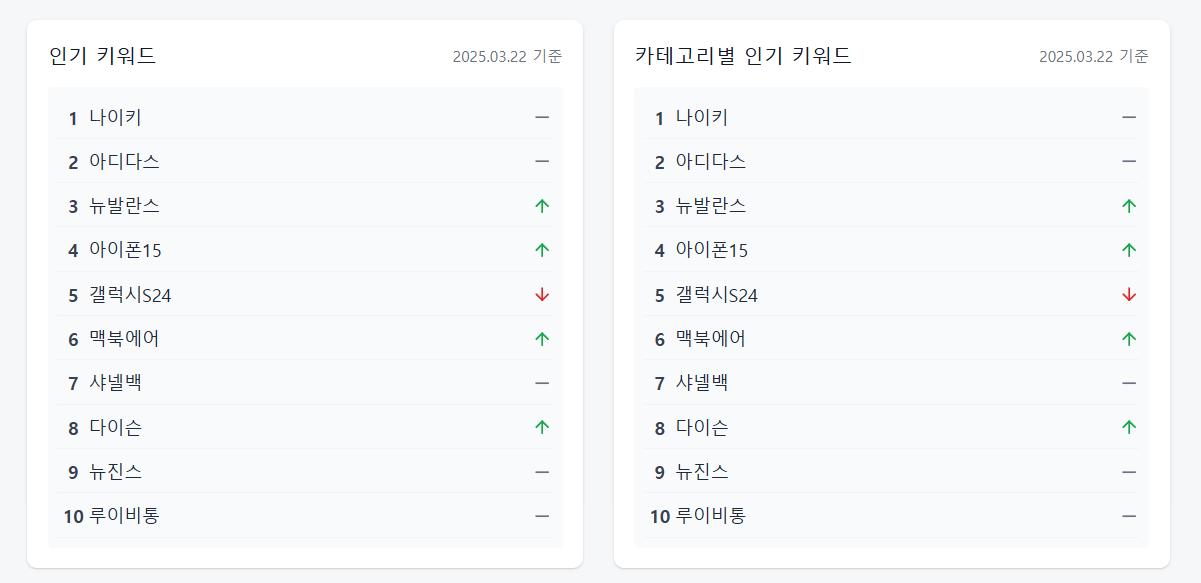 인기 키워드
2025.03.22 기준
1 나이키 —
2 아디다스 —
3 뉴발란스 ↑
4 아이폰15 ↑
5 갤럭시S24 ↓
6 맥북에어 ↑
7 샤넬백 —
8 다이슨 ↑
9 뉴진스 —
10 루이비통 —
카테고리별 인기 키워드
2025.03.22 기준
1 나이키 —
2 아디다스 —
3 뉴발란스 ↑
4 아이폰15 ↑
5 갤럭시S24 ↓
6 맥북에어 ↑
7 샤넬백 —
8 다이슨 ↑
9 뉴진스 —
10 루이비통 —